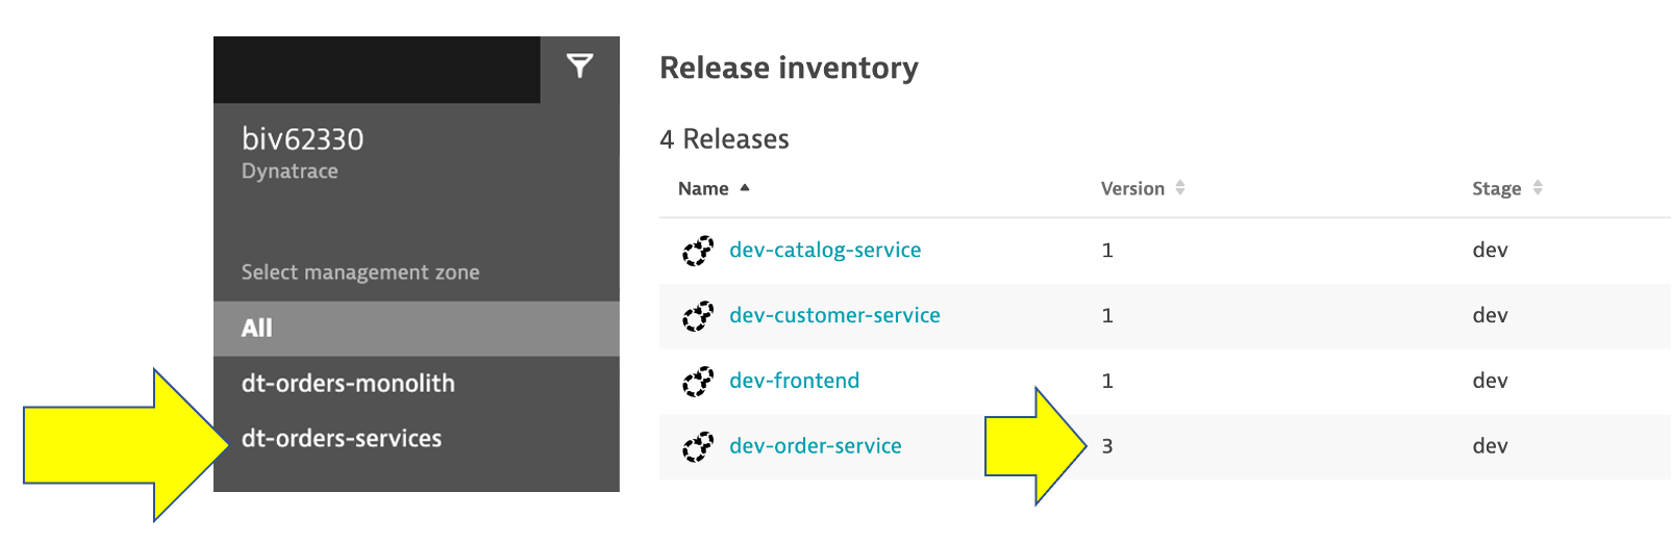 biv62330
Dynatrace
Select management zone
All
dt-orders-monolith
dt-orders-services
Release inventory
4 Releases
Name Version Stage
dev-catalog-service 1 dev
dev-customer-service 1 dev
dev-frontend 1 dev
dev-order-service 3 dev